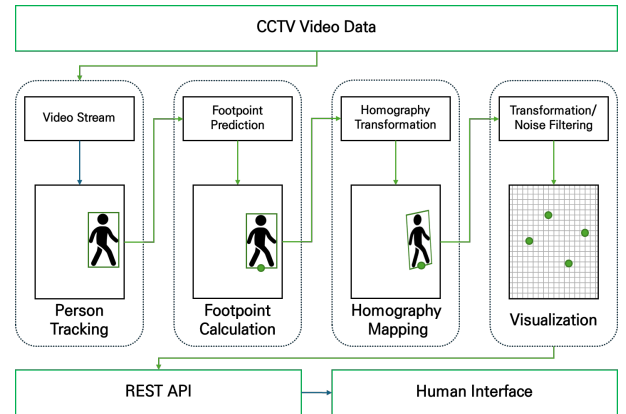 CCTV Video Data
Video Stream
Footpoint
Prediction
Homography
Transformation
Transformation/
Noise Filtering
Person
Tracking
Footpoint
Calculation
Homography
Mapping
Visualization
REST API
Human Interface